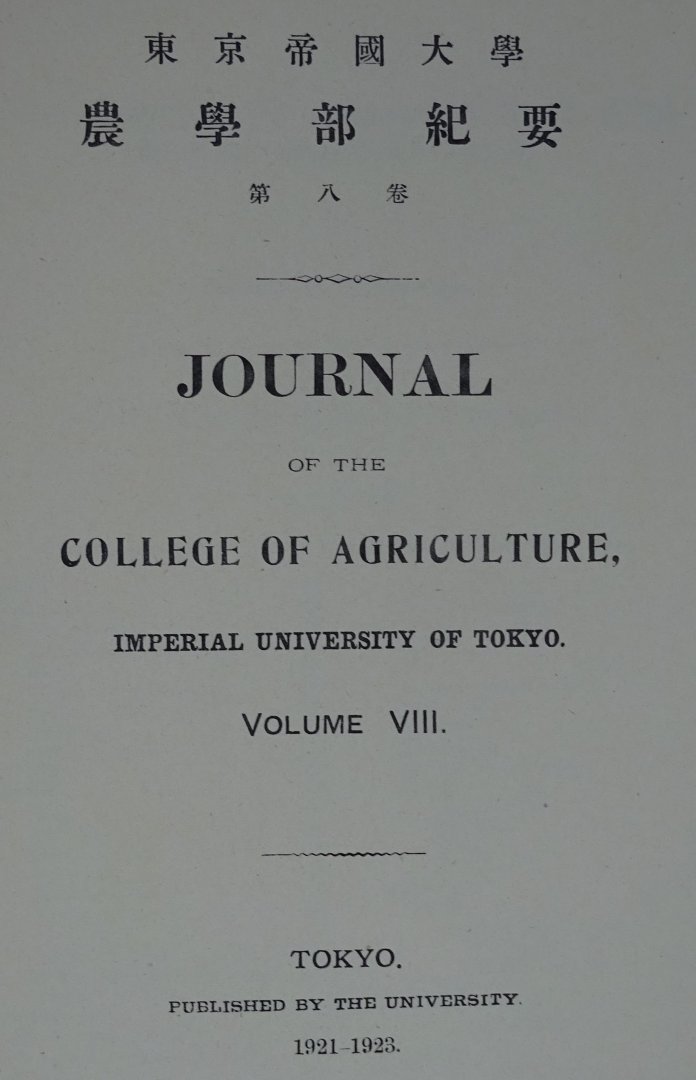 東京帝國大學
農學部紀要
第八卷
JOURNAL
OF THE
COLLEGE OF AGRICULTURE,
IMPERIAL UNIVERSITY OF TOKYO.
VOLUME VIII.
TOKYO.
PUBLISHED BY THE UNIVERSITY.
1921-1923.